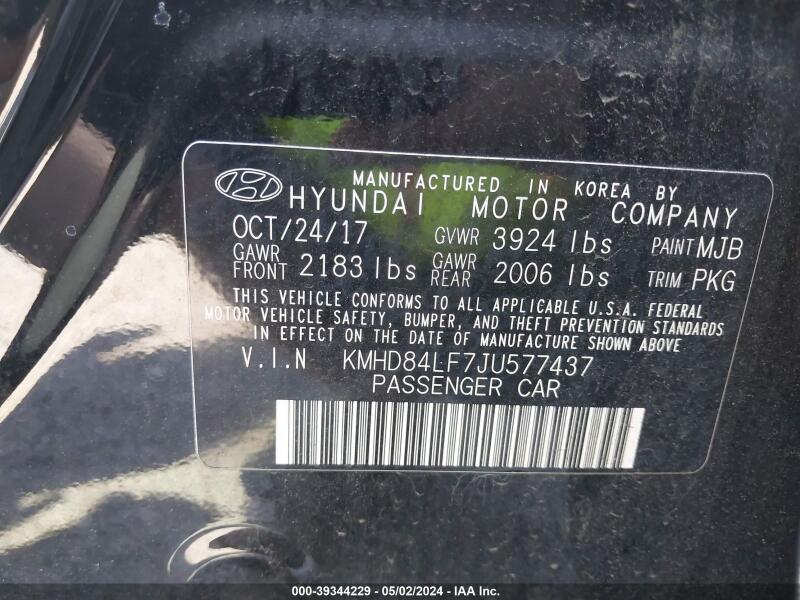 MANUFACTURED IN KOREA BY
HYUNDAI MOTOR COMPANY
OCT/24/17 GVWR 3924 lbs PAINT MJB
GAWR FRONT 2183 lbs GAWR REAR 2006 lbs TRIM PKG
THIS VEHICLE CONFORMS TO ALL APPLICABLE U.S.A. FEDERAL
MOTOR VEHICLE SAFETY, BUMPER, AND THEFT PREVENTION STANDARDS
IN EFFECT ON THE DATE OF MANUFACTURE SHOWN ABOVE
V.I.N KMHD84LF7JU577437
PASSENGER CAR
000-39344229 - 05/02/2024 - IAA Inc.